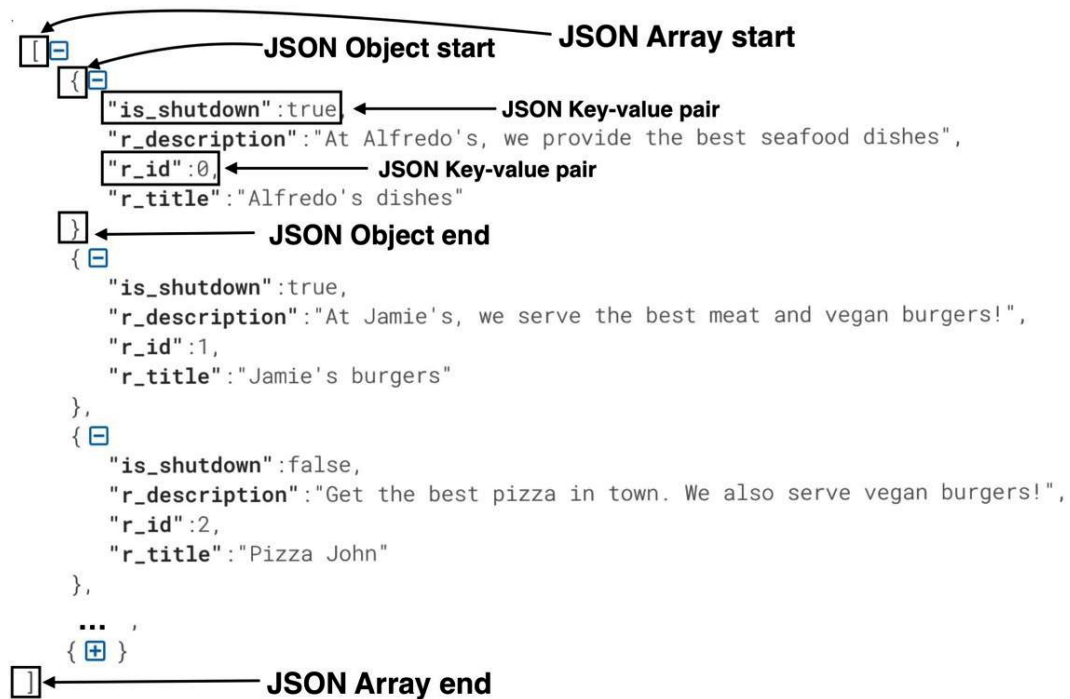 JSON Array start
[
JSON Object start
{
"is_shutdown":true, JSON Key-value pair
"r_description":"At Alfredo's, we provide the best seafood dishes",
"r_id":0, JSON Key-value pair
"r_title":"Alfredo's dishes"
} JSON Object end
{
"is_shutdown":true,
"r_description":"At Jamie's, we serve the best meat and vegan burgers!",
"r_id":1,
"r_title":"Jamie's burgers"
},
{
"is_shutdown":false,
"r_description":"Get the best pizza in town. We also serve vegan burgers!",
"r_id":2,
"r_title":"Pizza John"
},
... ,
{ }
] JSON Array end